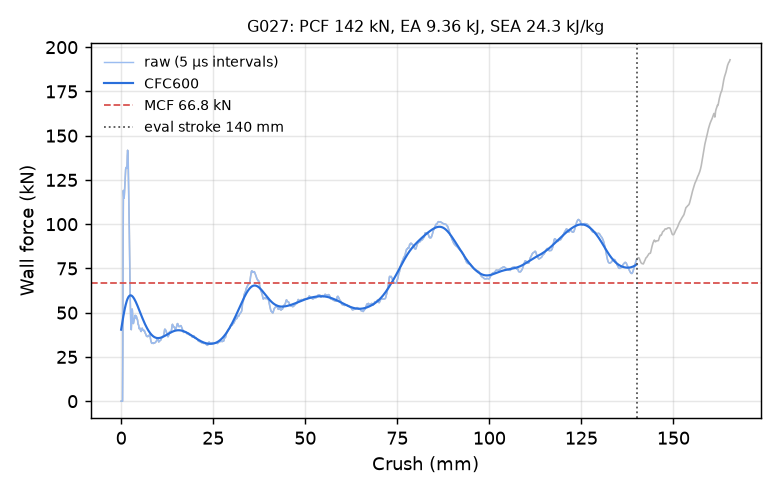 G027: PCF 142 kN, EA 9.36 kJ, SEA 24.3 kJ/kg
raw (5 µs intervals)
CFC600
MCF 66.8 kN
eval stroke 140 mm
Wall force (kN)
200
175
150
125
100
75
50
25
0
0 25 50 75 100 125 150
Crush (mm)